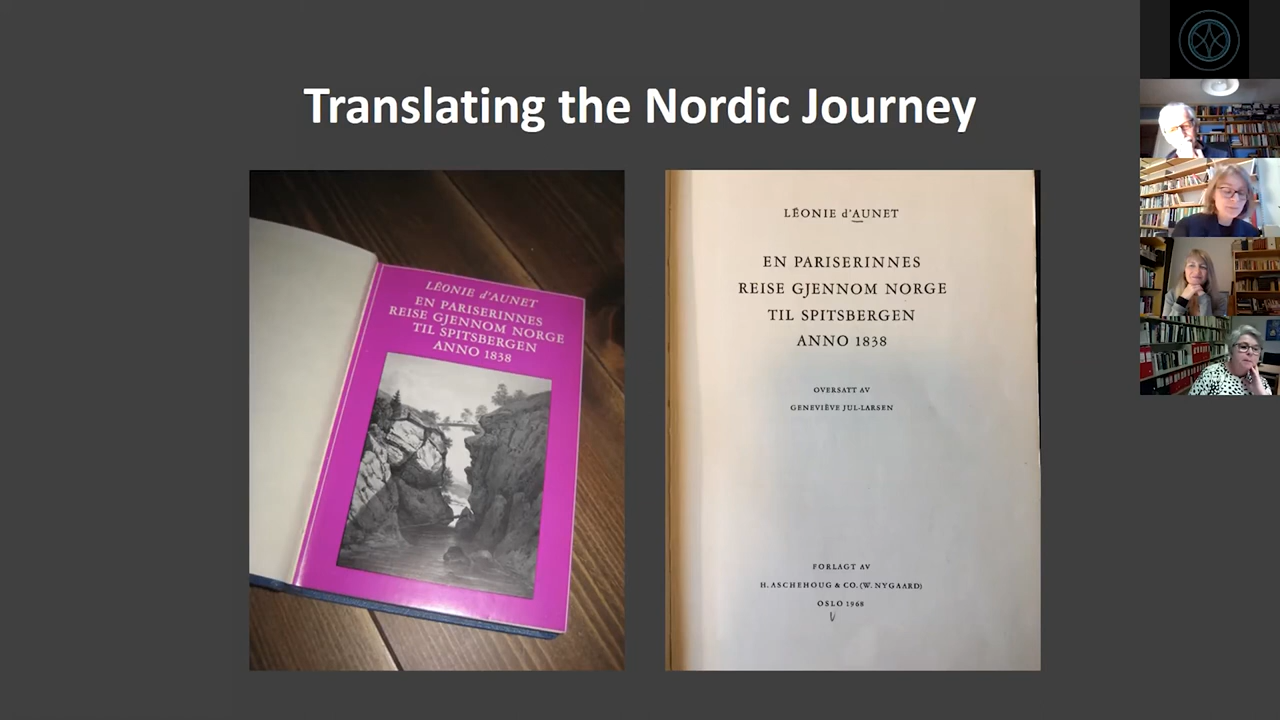 Translating the Nordic Journey
LÉONIE d'AUNET
EN PARISERINNES
REISE GJENNOM NORGE
TIL SPITSBERGEN
ANNO 1838
LÉONIE d'AUNET
EN PARISERINNES
REISE GJENNOM NORGE
TIL SPITSBERGEN
ANNO 1838
OVERSATT AV
GENEVIÈVE JUL-LARSEN
FORLAGT AV
H. ASCHEHOUG & CO. (W. NYGAARD)
OSLO 1968